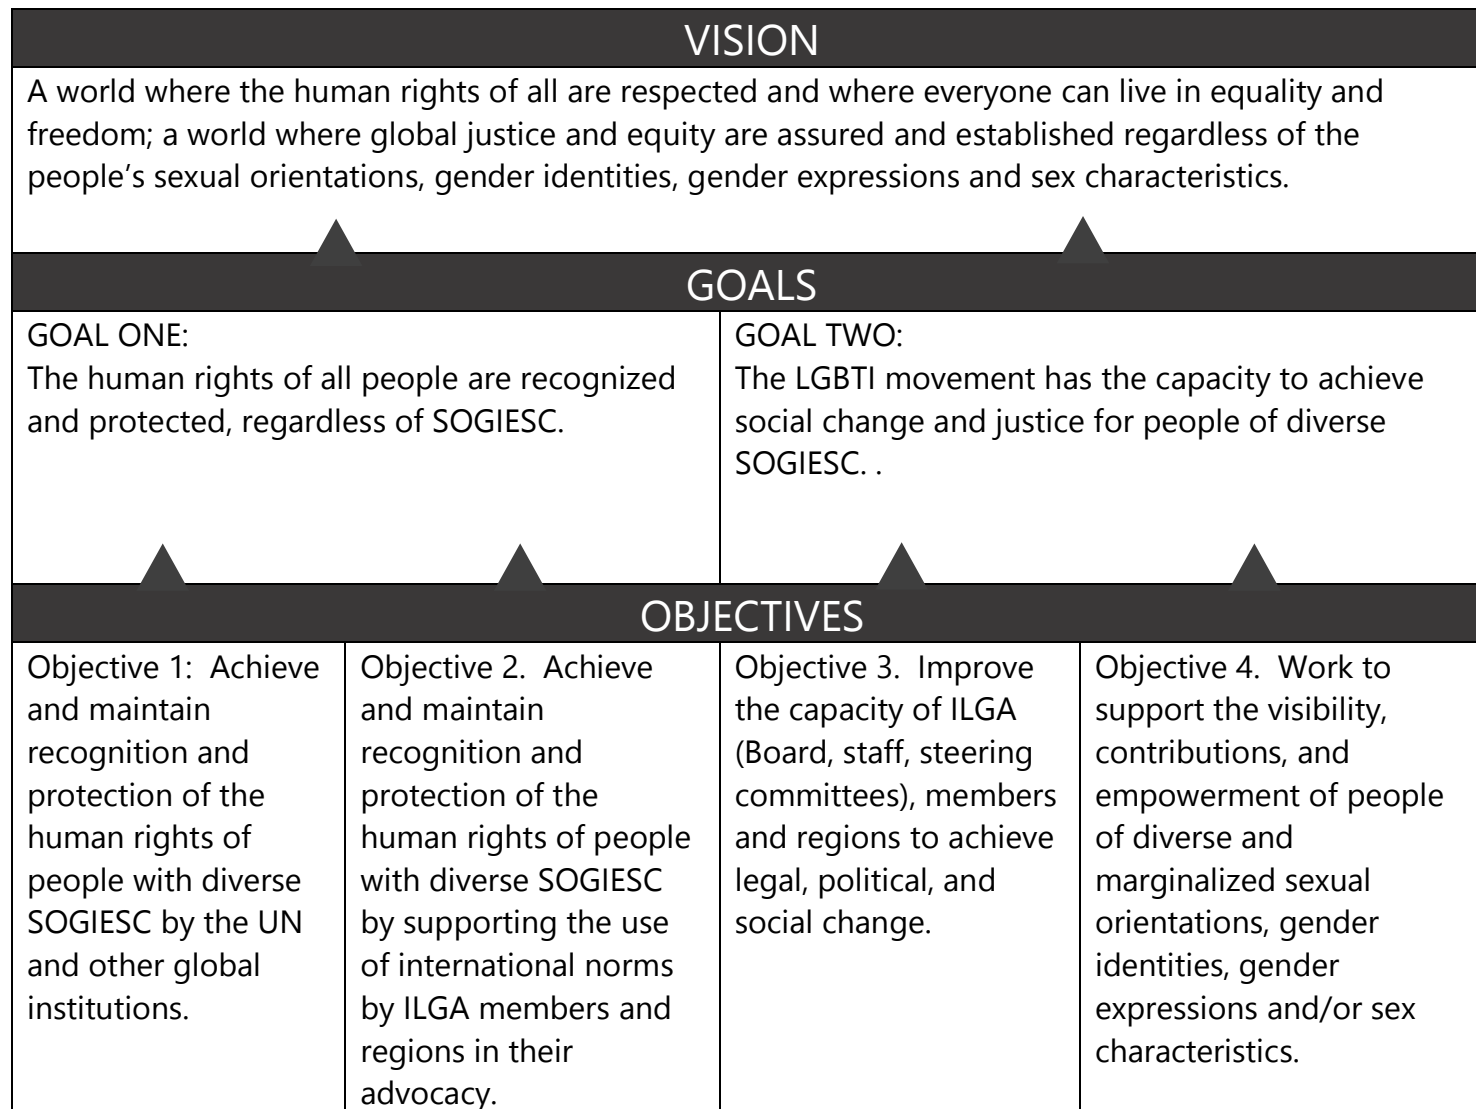 VISION
A world where the human rights of all are respected and where everyone can live in equality and
freedom; a world where global justice and equity are assured and established regardless of the
people’s sexual orientations, gender identities, gender expressions and sex characteristics.
GOALS
GOAL ONE:
The human rights of all people are recognized
and protected, regardless of SOGIESC.
GOAL TWO:
The LGBTI movement has the capacity to achieve
social change and justice for people of diverse
SOGIESC. .
OBJECTIVES
Objective 1:  Achieve
and maintain
recognition and
protection of the
human rights of
people with diverse
SOGIESC by the UN
and other global
institutions.
Objective 2.  Achieve
and maintain
recognition and
protection of the
human rights of people
with diverse SOGIESC
by supporting the use
of international norms
by ILGA members and
regions in their
advocacy.
Objective 3.  Improve
the capacity of ILGA
(Board, staff, steering
committees), members
and regions to achieve
legal, political, and
social change.
Objective 4.  Work to
support the visibility,
contributions, and
empowerment of people
of diverse and
marginalized sexual
orientations, gender
identities, gender
expressions and/or sex
characteristics.